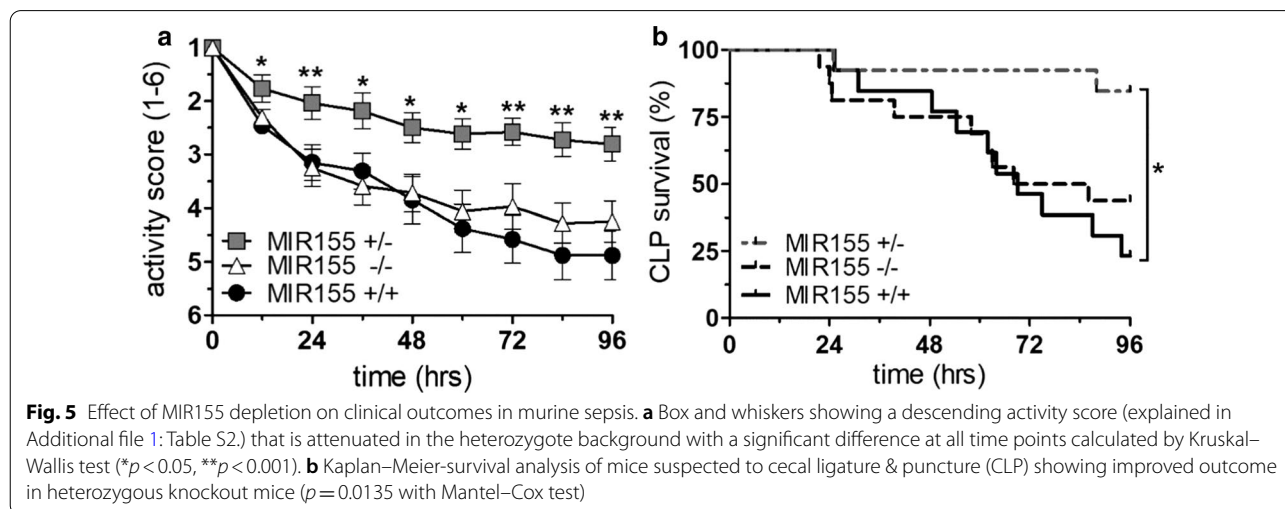 a
activity score (1-6)
1
2
3
4
5
6
* ** * * * ** ** **
MIR155 +/-
MIR155 -/-
MIR155 +/+
0 24 48 72 96
time (hrs)
b
CLP survival (%)
100
75
50
25
0
MIR155 +/-
MIR155 -/-
MIR155 +/+
*
0 24 48 72 96
time (hrs)
Fig. 5 Effect of MIR155 depletion on clinical outcomes in murine sepsis. a Box and whiskers showing a descending activity score (explained in
Additional file 1: Table S2.) that is attenuated in the heterozygote background with a significant difference at all time points calculated by Kruskal–
Wallis test (*p < 0.05, **p < 0.001). b Kaplan–Meier-survival analysis of mice suspected to cecal ligature & puncture (CLP) showing improved outcome
in heterozygous knockout mice (p = 0.0135 with Mantel–Cox test)